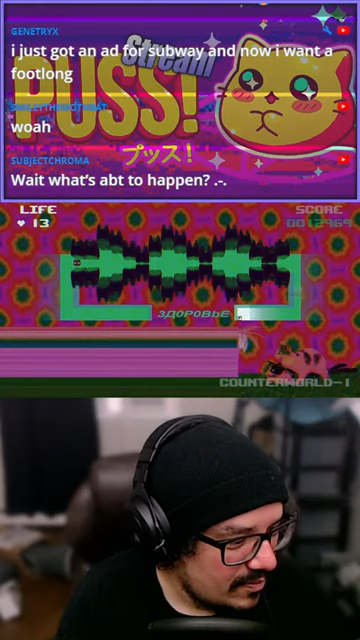 GENETRYX
i just got an ad for subway and now i want a
footlong
Stream
PUSS!
SMILEYTHEMOTHBAT
woah
プッス！
SUBJECTCHROMA
Wait what's abt to happen? .-.
LIFE
♥ 13
SCORE
0012969
ЗДОРОВЬЕ
COUNTERWORLD-1